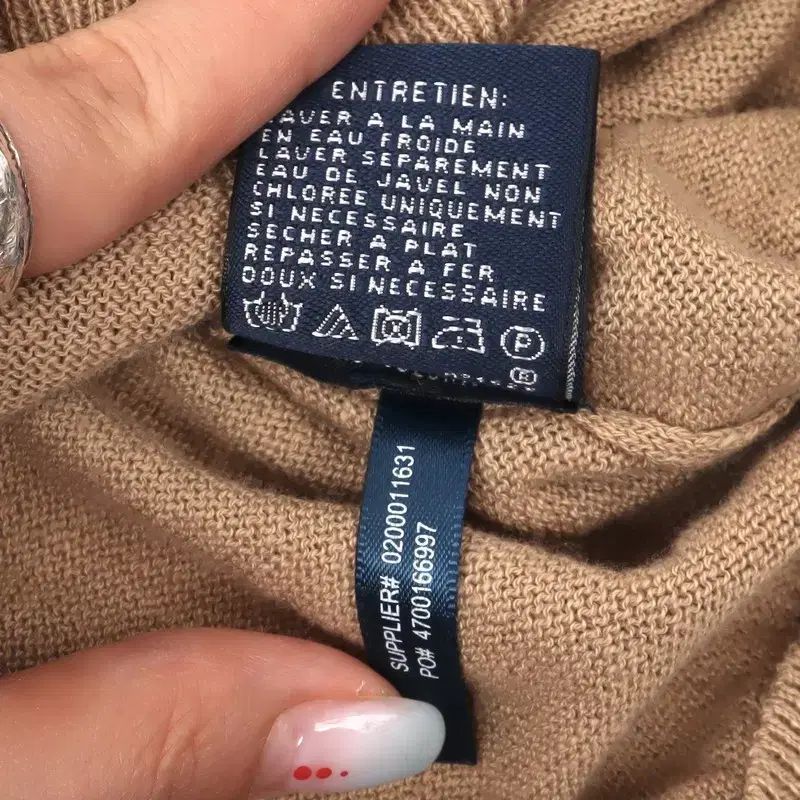 ENTRETIEN:
LAVER A LA MAIN
EN EAU FROIDE
LAVER SEPAREMENT
EAU DE JAVEL NON
CHLOREE UNIQUEMENT
SI NECESSAIRE
SECHER A PLAT
REPASSER A FER
DOUX SI NECESSAIRE
P
SUPPLIER# 0200011631
PO# 4700166997